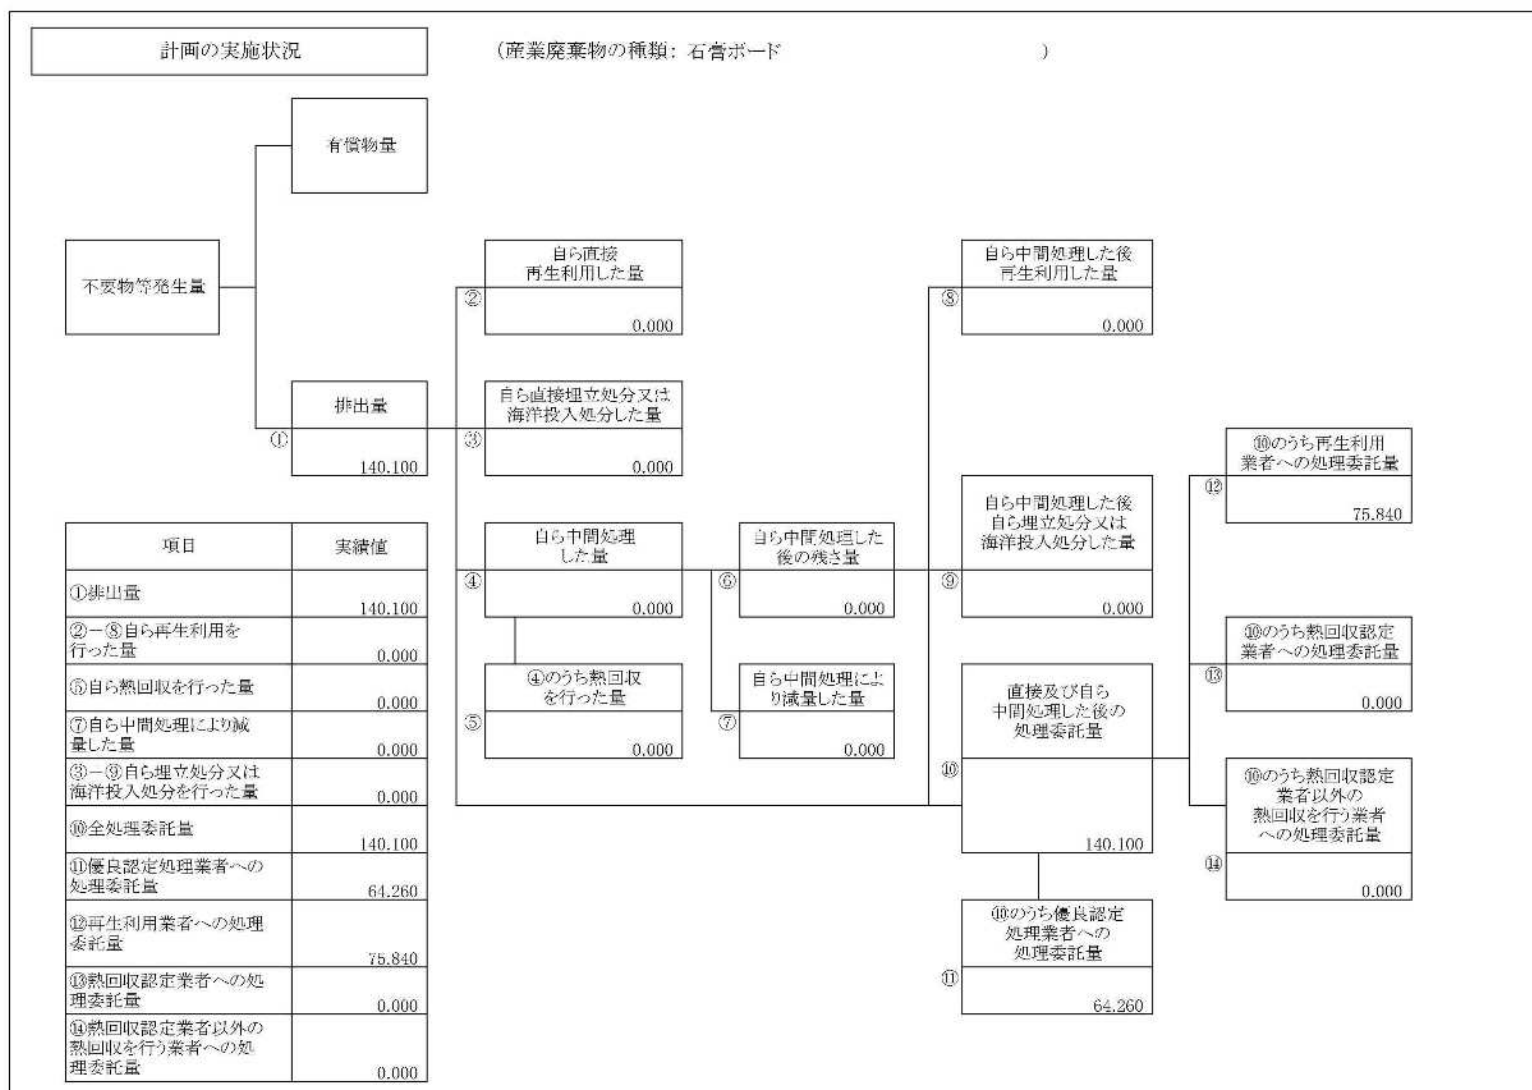 計画の実施状況
（産業廃棄物の種類: 石膏ボード　　　）
有償物量
不要物等発生量
自ら直接
再生利用した量
②
0.000
自ら中間処理した後
再生利用した量
⑧
0.000
排出量
①
140.100
自ら直接埋立処分又は
海洋投入処分した量
③
0.000
⑩のうち再生利用
業者への処理委託量
⑫
75.840
自ら中間処理
した量
④
0.000
自ら中間処理した
後の残さ量
⑥
0.000
自ら中間処理した後
自ら埋立処分又は
海洋投入処分した量
⑨
0.000
⑩のうち熱回収認定
業者への処理委託量
⑬
0.000
④のうち熱回収
を行った量
⑤
0.000
自ら中間処理によ
り減量した量
⑦
0.000
直接及び自ら
中間処理した後の
処理委託量
⑩
140.100
⑩のうち熱回収認定
業者以外の
熱回収を行う業者
への処理委託量
⑭
0.000
⑩のうち優良認定
処理業者への
処理委託量
⑪
64.260
項目 実績値
①排出量
140.100
②－⑧自ら再生利用を
行った量
0.000
⑤自ら熱回収を行った量
0.000
⑦自ら中間処理により減
量した量
0.000
③－⑨自ら埋立処分又は
海洋投入処分を行った量
0.000
⑩全処理委託量
140.100
⑪優良認定処理業者への
処理委託量
64.260
⑫再生利用業者への処理
委託量
75.840
⑬熱回収認定業者への処
理委託量
0.000
⑭熱回収認定業者以外の
熱回収を行う業者への処
理委託量
0.000